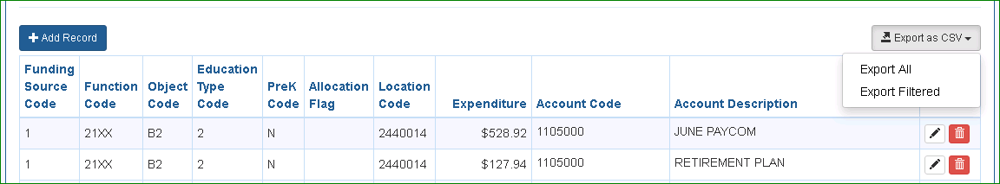 Add Record
Export as CSV
Export All
Export Filtered
Funding Source Code Function Code Object Code Education Type Code PreK Code Allocation Flag Location Code Expenditure Account Code Account Description
1 21XX B2 2 N 2440014 $528.92 1105000 JUNE PAYCOM
1 21XX B2 2 N 2440014 $127.94 1105000 RETIREMENT PLAN